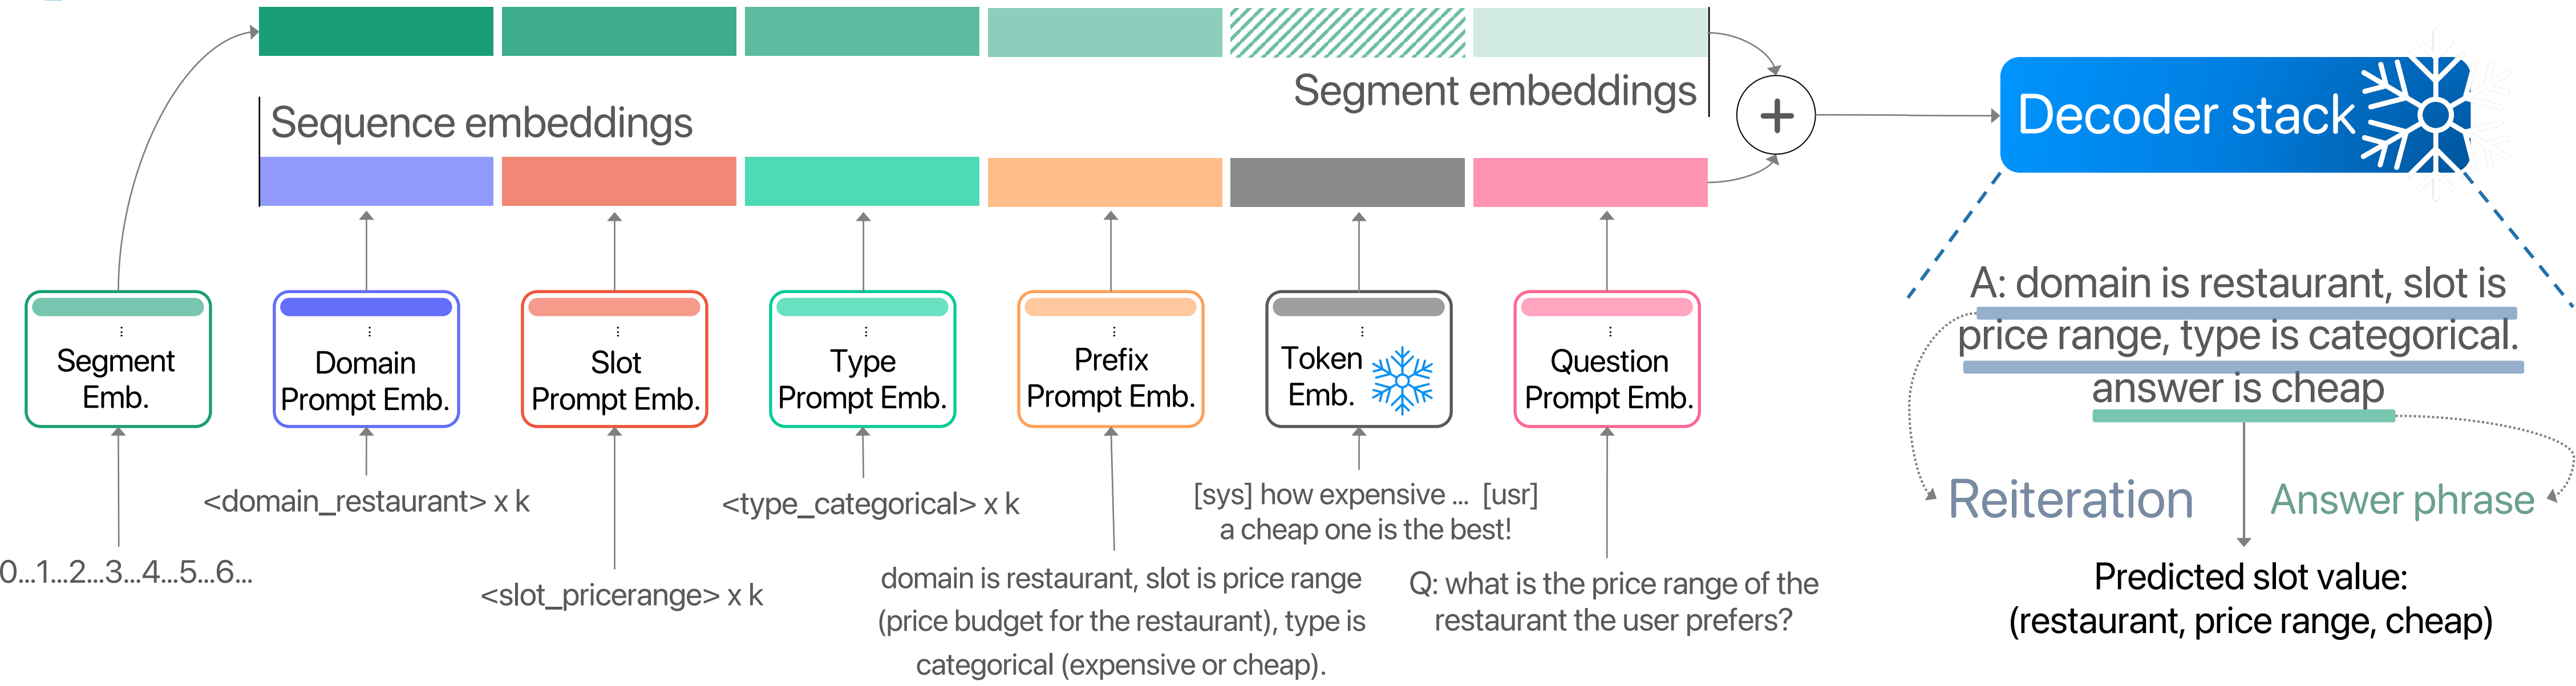 Segment embeddings
Sequence embeddings
+
Decoder stack
Segment
Emb.
Domain
Prompt Emb.
Slot
Prompt Emb.
Type
Prompt Emb.
Prefix
Prompt Emb.
Token
Emb.
Question
Prompt Emb.
0...1...2...3...4...5...6...
<domain_restaurant> x k
<slot_pricerange> x k
<type_categorical> x k
domain is restaurant, slot is price range
(price budget for the restaurant), type is
categorical (expensive or cheap).
[sys] how expensive ... [usr]
a cheap one is the best!
Q: what is the price range of the
restaurant the user prefers?
A: domain is restaurant, slot is
price range, type is categorical.
answer is cheap
Reiteration
Answer phrase
Predicted slot value:
(restaurant, price range, cheap)